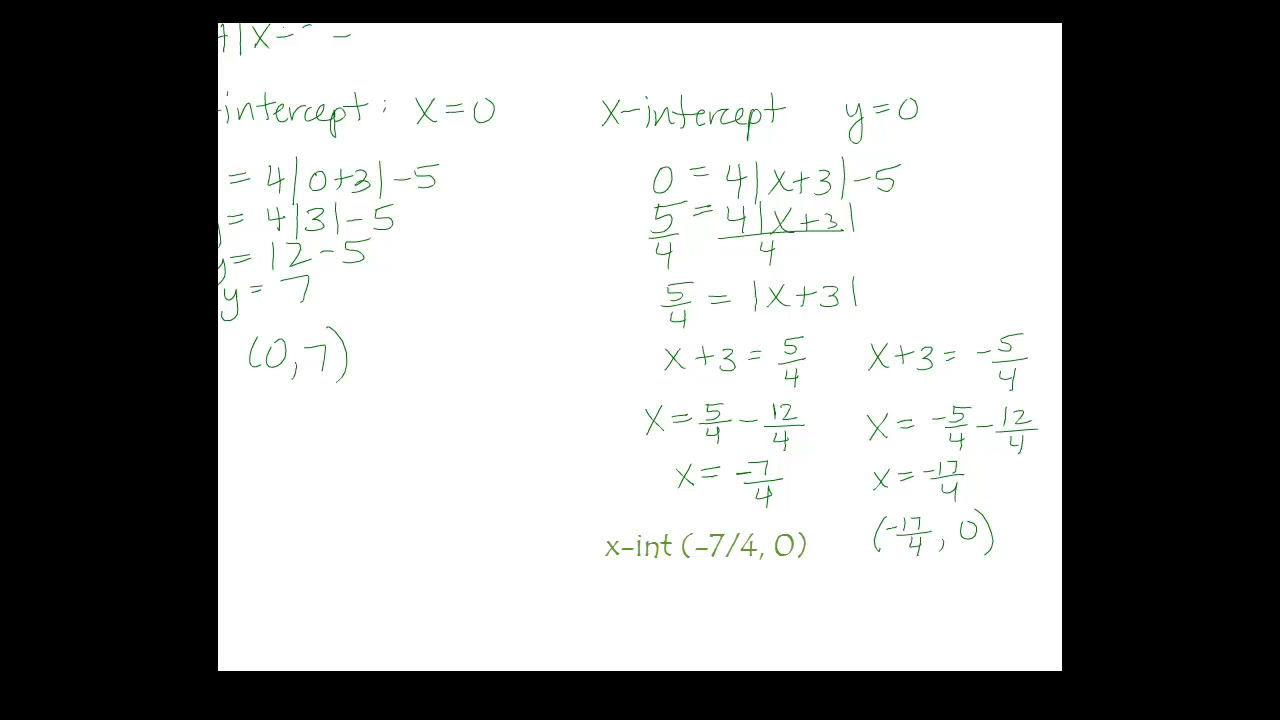 4|x-
-intercept: x=0
= 4|0+3|-5
y= 4|3|-5
y= 12-5
y= 7
(0,7)
x-intercept y=0
0 = 4|x+3|-5
5/4 = 4|x+3|/4
5/4 = |x+3|
x+3 = 5/4 x+3 = -5/4
x = 5/4 - 12/4 x = -5/4 - 12/4
x = -7/4 x = -17/4
x-int (-7/4, 0) (-17/4, 0)